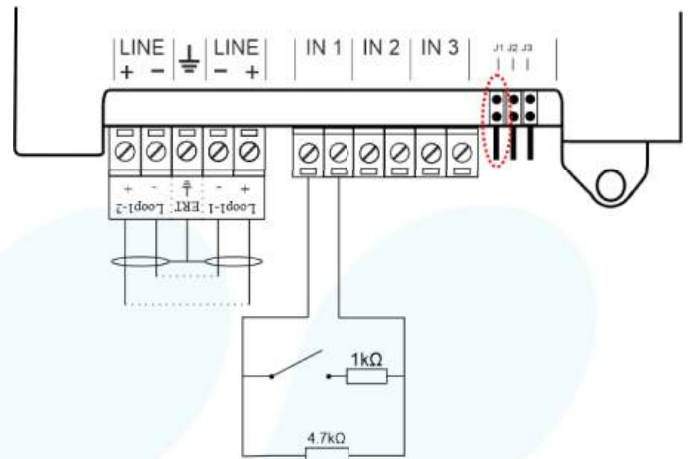 LINE LINE IN 1 IN 2 IN 3 J1 J2 J3
+ - - +
+ - - +
Loop1-2 ERT Loop1-1
1kΩ
4.7kΩ